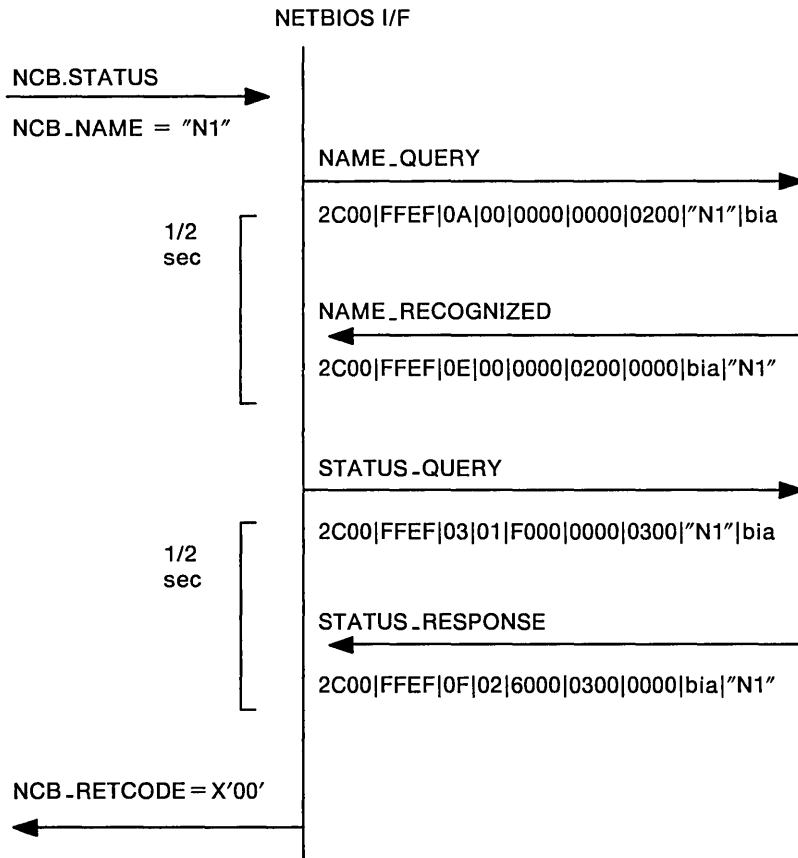 NETBIOS I/F
NCB.STATUS
NCB_NAME = "N1"
NAME_QUERY
2C00|FFEF|0A|00|0000|0000|0200|"N1"|bia
1/2
sec
NAME_RECOGNIZED
2C00|FFEF|0E|00|0000|0200|0000|bia|"N1"
STATUS_QUERY
2C00|FFEF|03|01|F000|0000|0300|"N1"|bia
1/2
sec
STATUS_RESPONSE
2C00|FFEF|0F|02|6000|0300|0000|bia|"N1"
NCB_RETCODE = X'00'